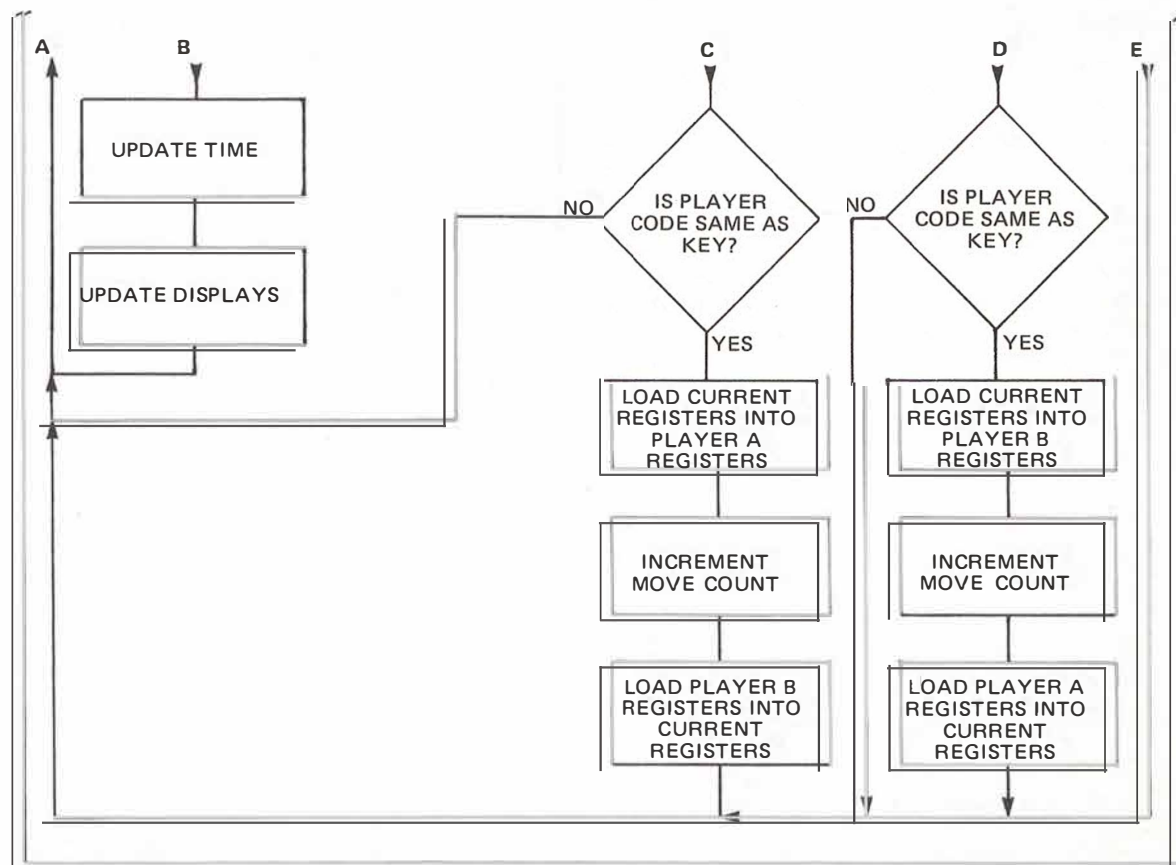 A
B
C
D
E
UPDATE TIME
UPDATE DISPLAYS
NO
IS PLAYER
CODE SAME AS
KEY?
YES
LOAD CURRENT
REGISTERS INTO
PLAYER A
REGISTERS
INCREMENT
MOVE COUNT
LOAD PLAYER B
REGISTERS INTO
CURRENT
REGISTERS
NO
IS PLAYER
CODE SAME AS
KEY?
YES
LOAD CURRENT
REGISTERS INTO
PLAYER B
REGISTERS
INCREMENT
MOVE COUNT
LOAD PLAYER A
REGISTERS INTO
CURRENT
REGISTERS